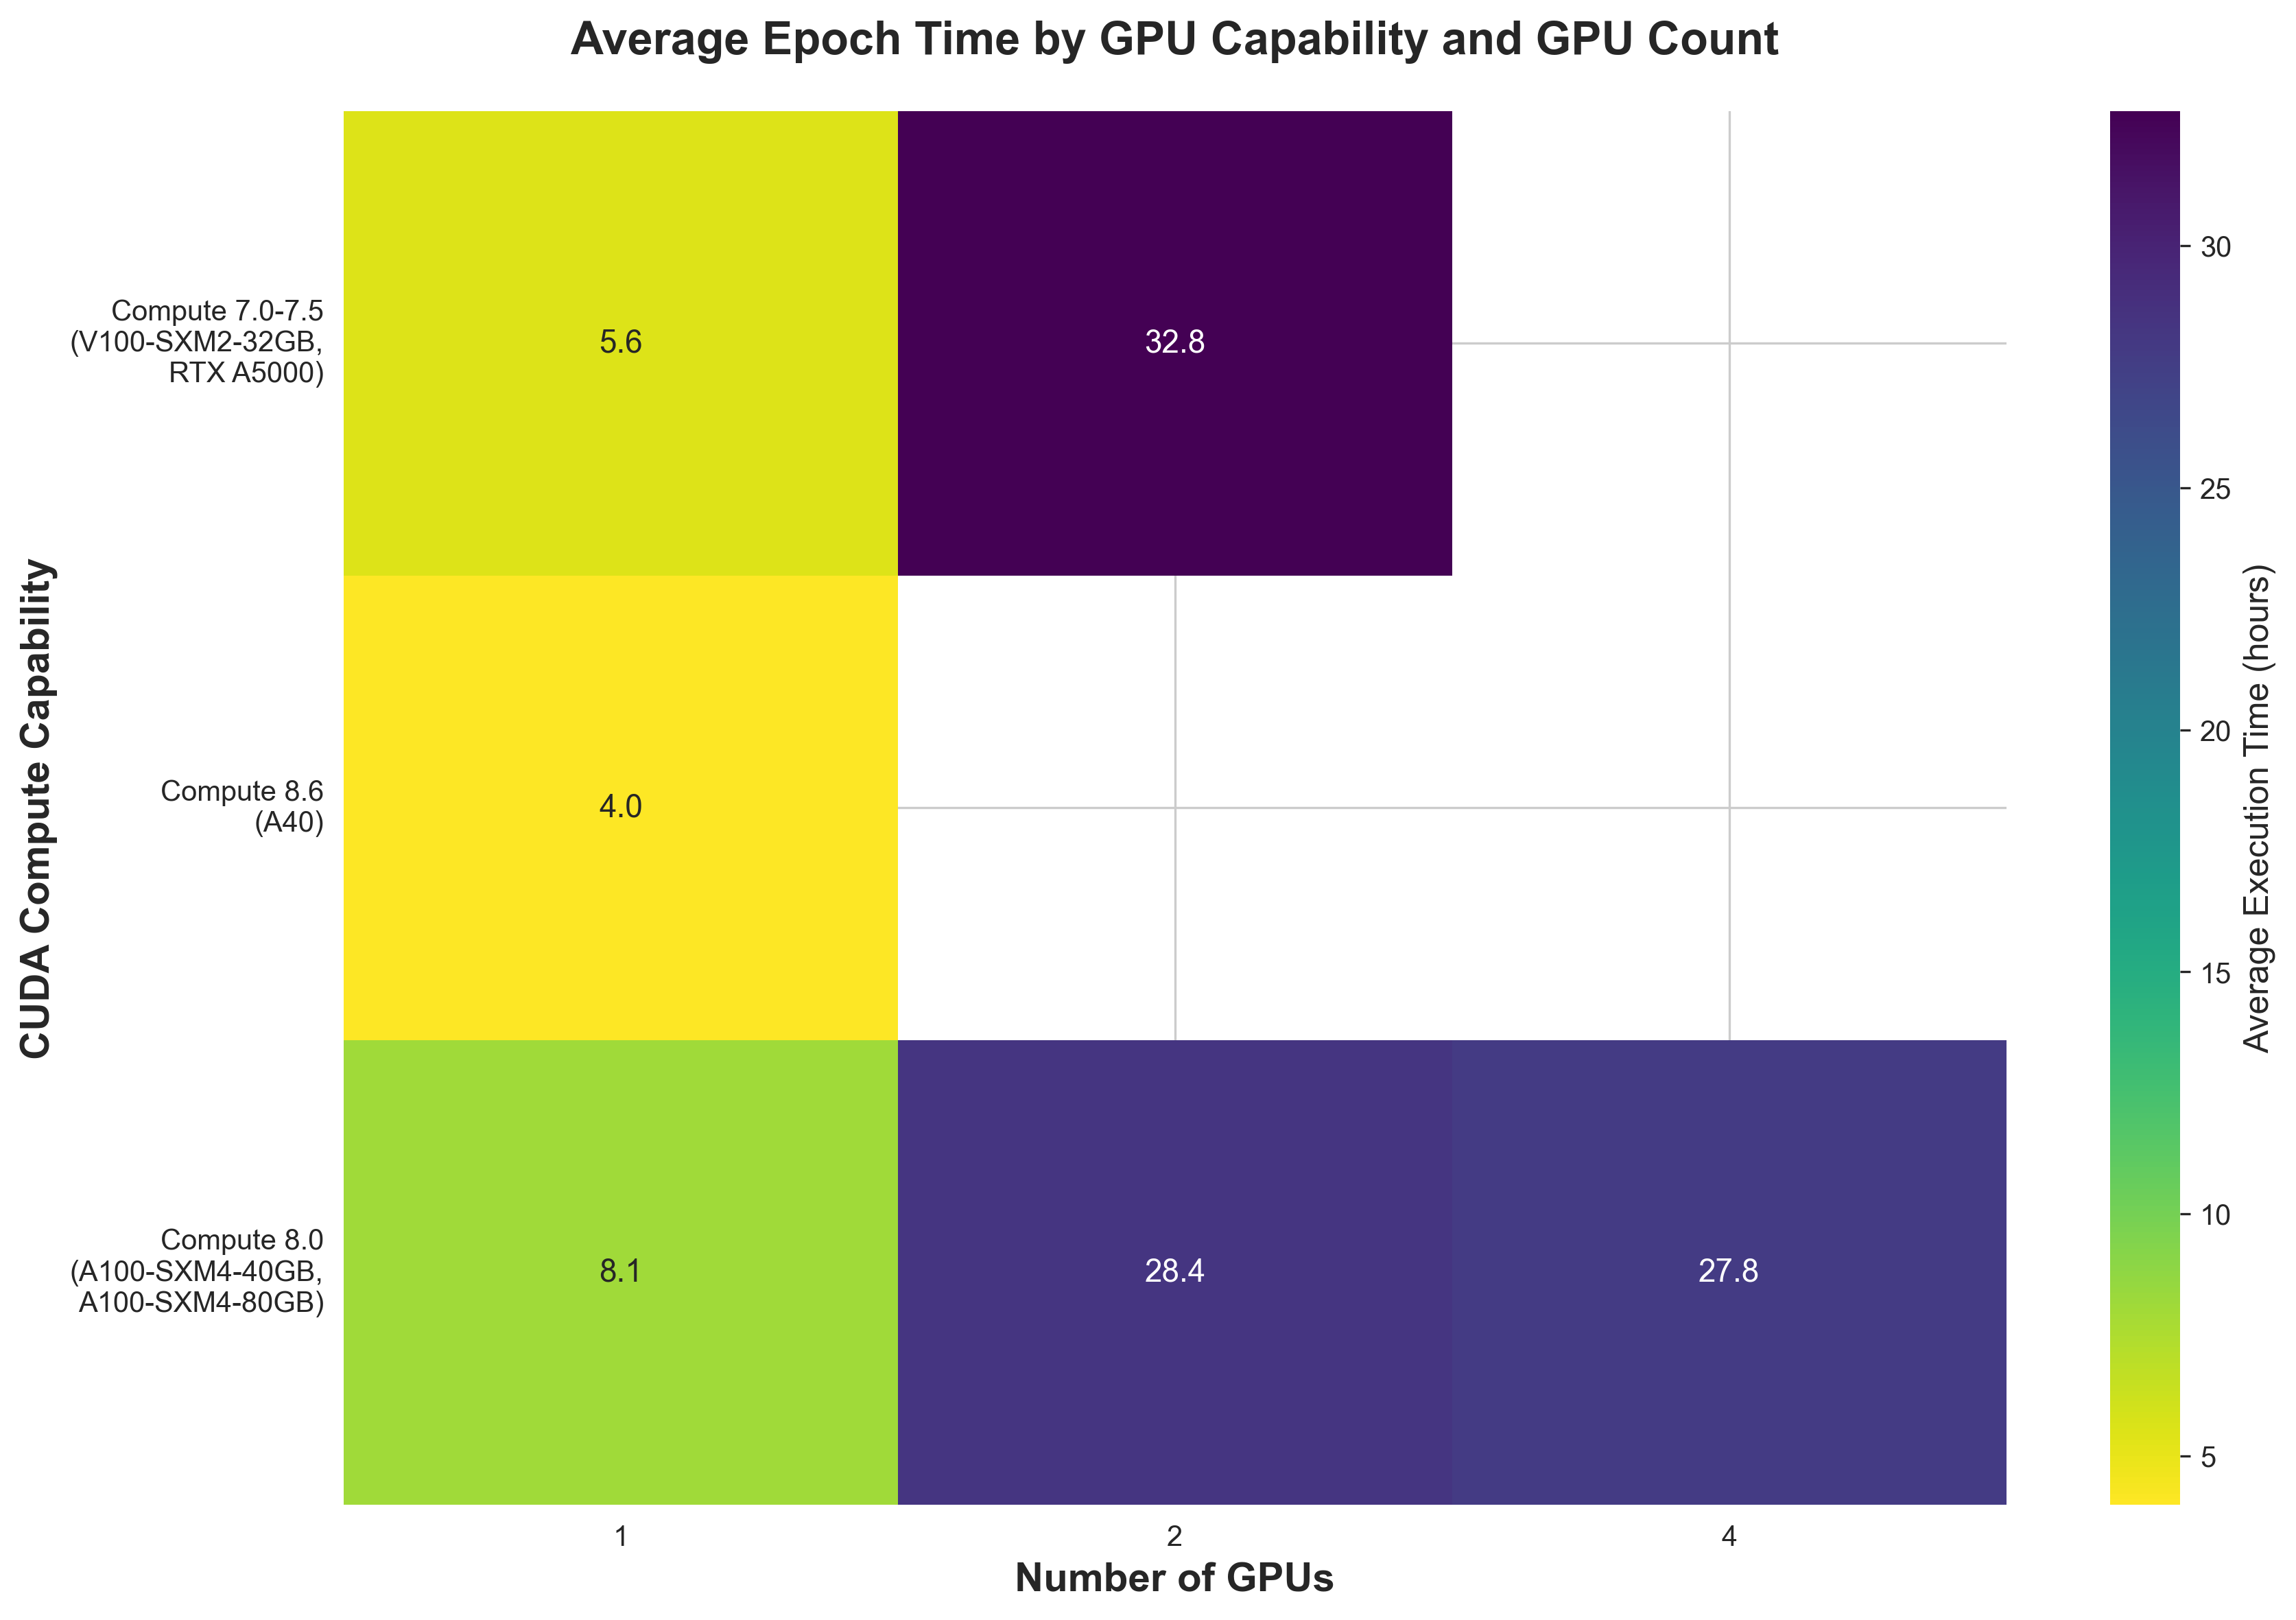 Average Epoch Time by GPU Capability and GPU Count
CUDA Compute Capability
Compute 7.0-7.5
(V100-SXM2-32GB,
RTX A5000)
5.6
32.8
Compute 8.6
(A40)
4.0
Compute 8.0
(A100-SXM4-40GB,
A100-SXM4-80GB)
8.1
28.4
27.8
1
2
4
Number of GPUs
30
25
20
15
10
5
Average Execution Time (hours)